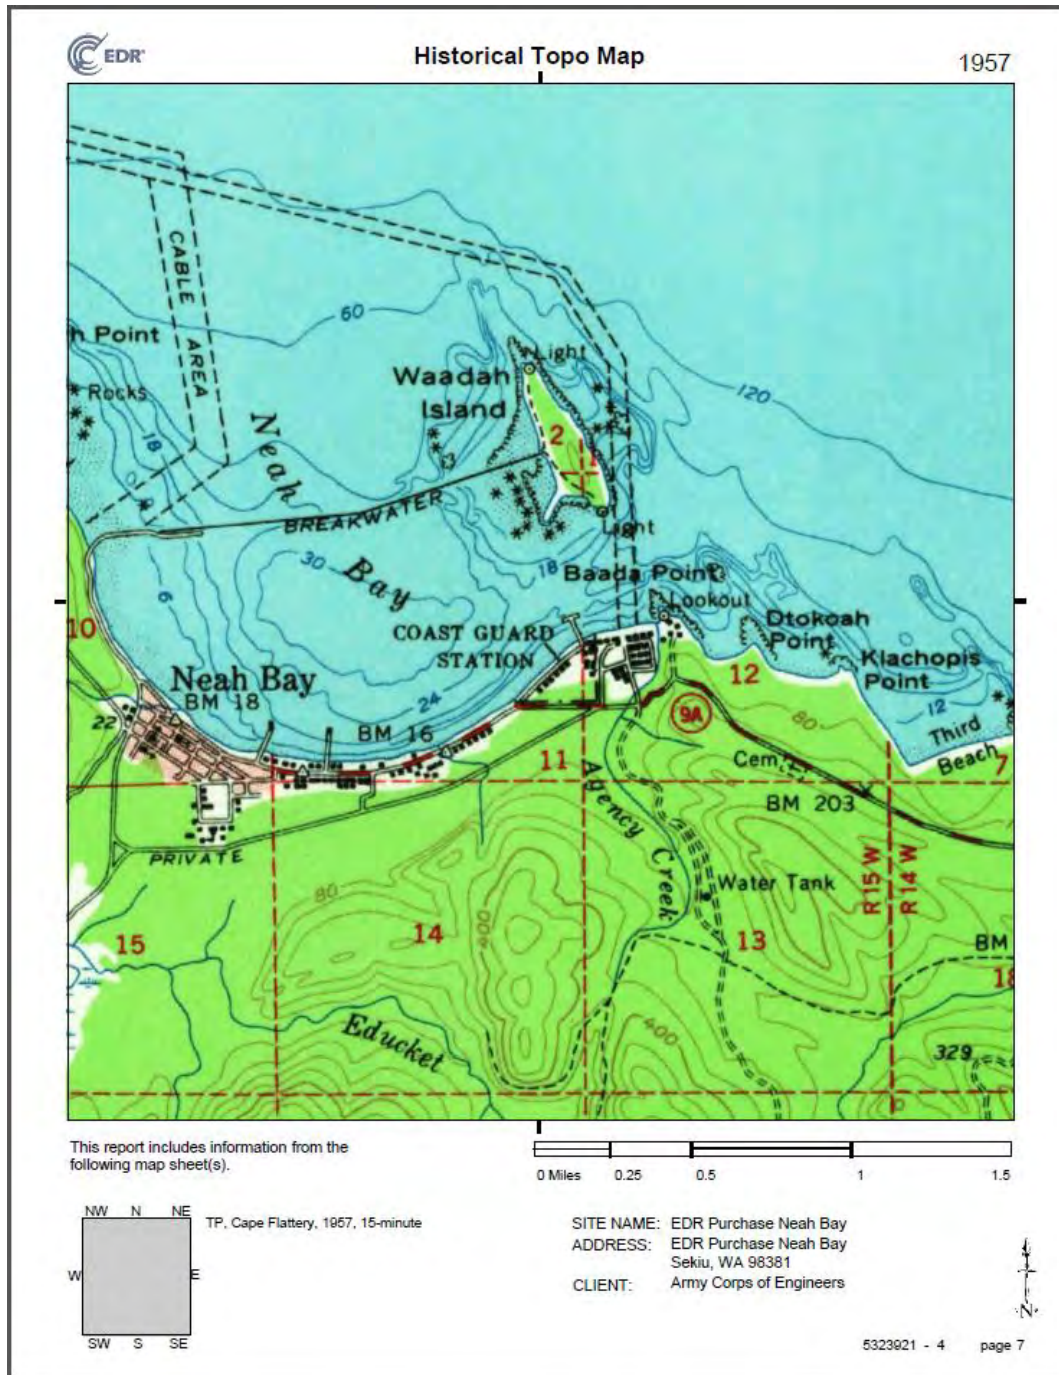 EDR®
Historical Topo Map
1957
CABLE AREA
60
h Point
Rocks
18
Light
Waadah
Island
120
2
1
Neah
Bay
BREAKWATER
Light
30
18
Baada Point
6
Lookout
Dtokoah
Point
10
COAST GUARD
STATION
Klachopis
Point
Neah Bay
BM 18
12
24
9A
80
12
22
BM 16
Third
Beach
7
11
Cem
BM 203
Agency
Creek
PRIVATE
R 15 W
R 14 W
80
400
Water Tank
15
14
13
BM
18
Educket
400
329
This report includes information from the
following map sheet(s).
0 Miles 0.25 0.5 1 1.5
NW N NE
W E
SW S SE
TP, Cape Flattery, 1957, 15-minute
SITE NAME: EDR Purchase Neah Bay
ADDRESS: EDR Purchase Neah Bay
Sekiu, WA 98381
CLIENT: Army Corps of Engineers
N
5323921 - 4 page 7